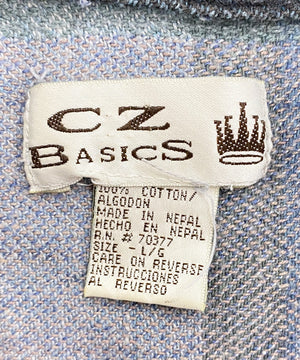 CZ
BASICS
100% COTTON/
ALGODON
MADE IN NEPAL
HECHO EN NEPAL
R.N. # 70377
SIZE - L/G
CARE ON REVERSE
INSTRUCCIONES
AL REVERSO